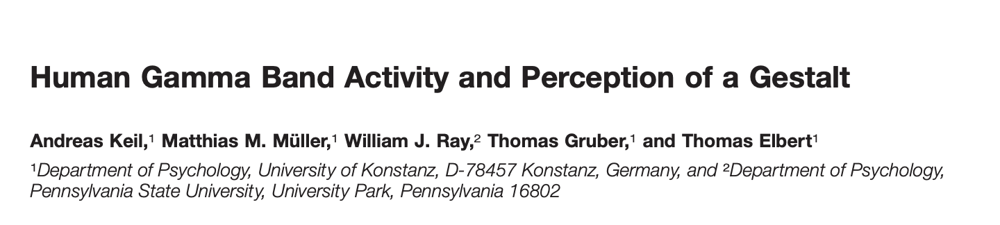 Human Gamma Band Activity and Perception of a Gestalt
Andreas Keil,¹ Matthias M. Müller,¹ William J. Ray,² Thomas Gruber,¹ and Thomas Elbert¹
¹Department of Psychology, University of Konstanz, D-78457 Konstanz, Germany, and ²Department of Psychology,
Pennsylvania State University, University Park, Pennsylvania 16802